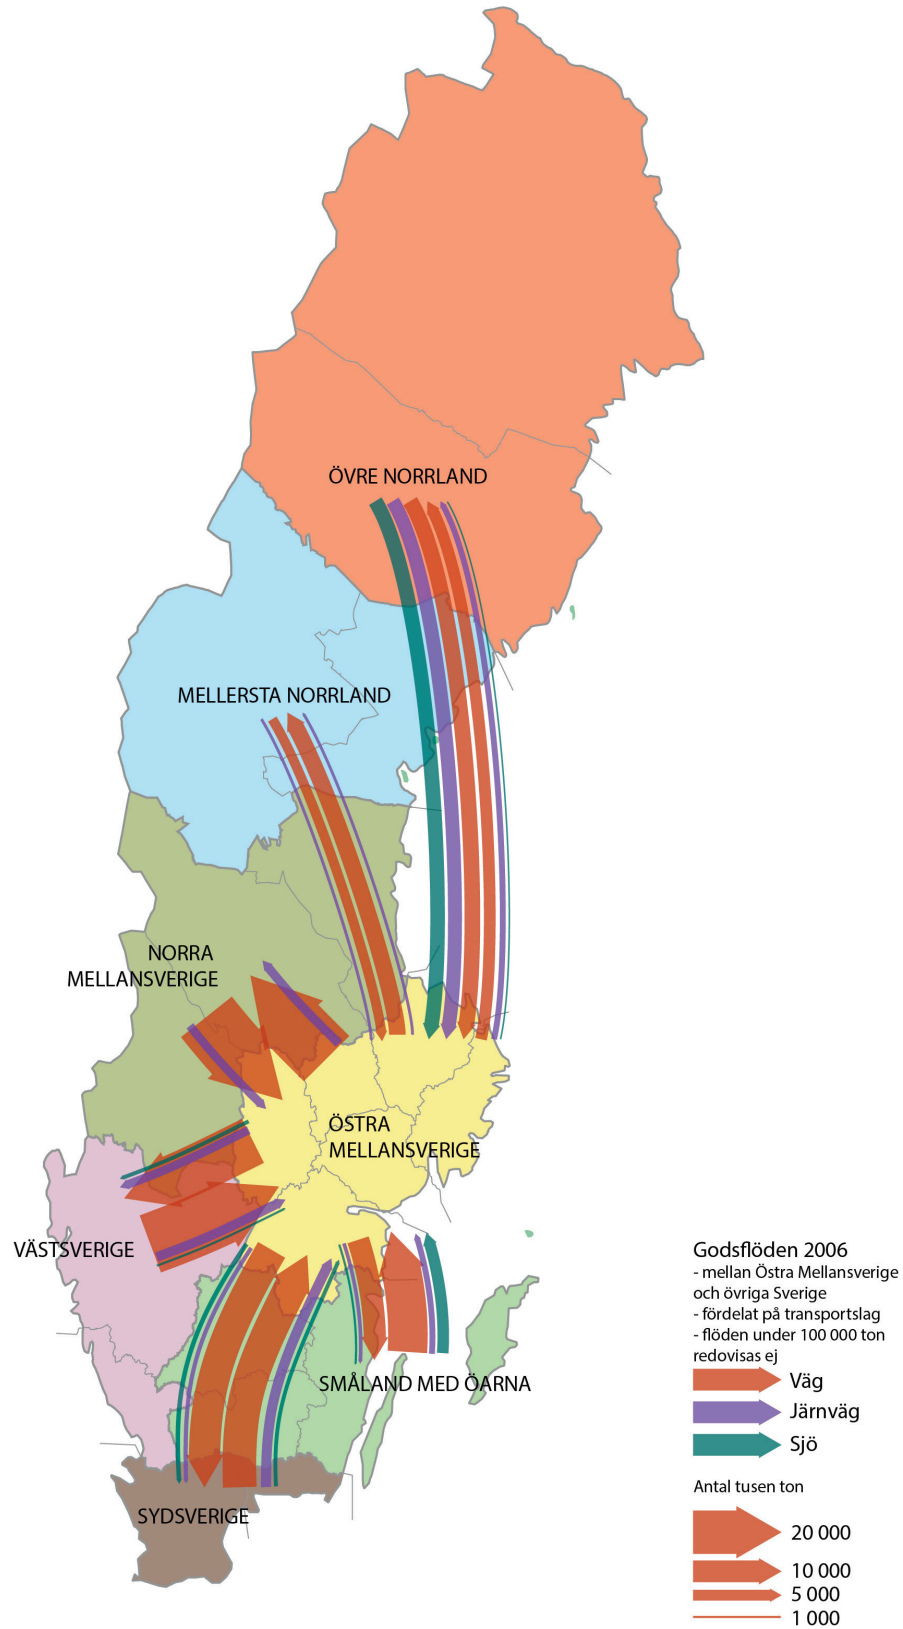 ÖVRE NORRLAND
MELLERSTA NORRLAND
NORRA
MELLANSVERIGE
ÖSTRA
MELLANSVERIGE
VÄSTSVERIGE
SMÅLAND MED ÖARNA
SYDSVERIGE
Godsflöden 2006
- mellan Östra Mellansverige
och övriga Sverige
- fördelat på transportslag
- flöden under 100 000 ton
redovisas ej
Väg
Järnväg
Sjö
Antal tusen ton
20 000
10 000
5 000
1 000